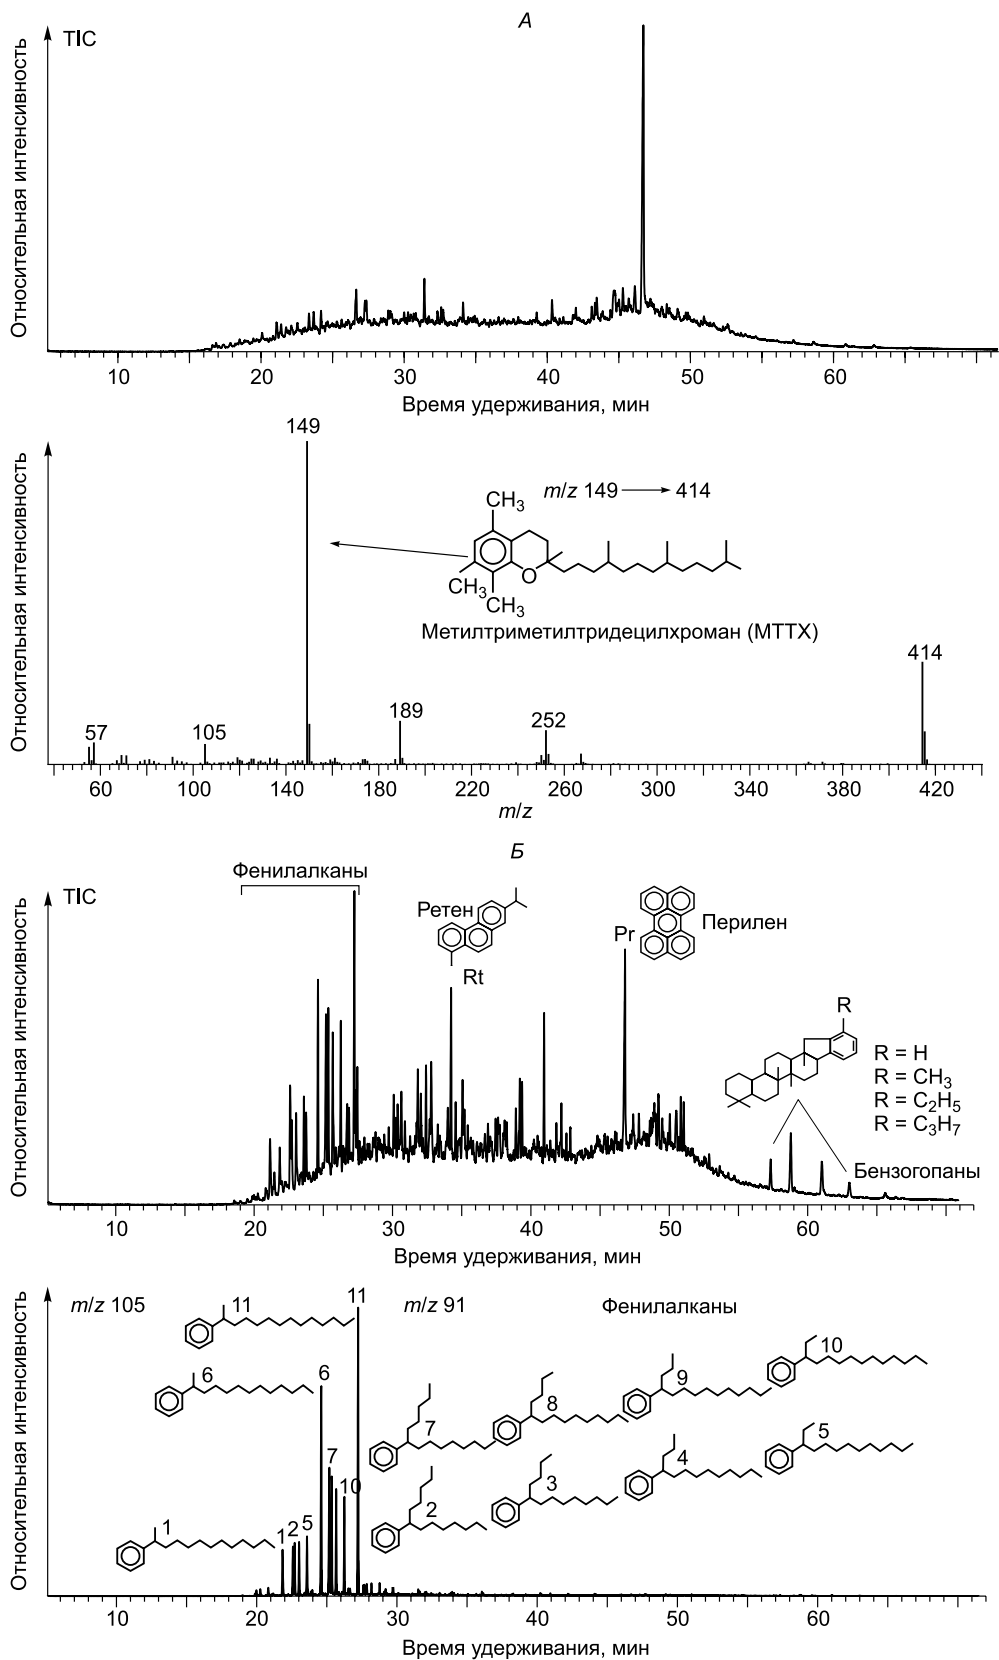 А
TIC
Относительная интенсивность
10 20 30 40 50 60
Время удерживания, мин
149
Относительная интенсивность
m/z 149 → 414
CH3
O
CH3
CH3
Метилтриметилтридецилхроман (МТТХ)
414
57 105 189 252
60 100 140 180 220 260 300 340 380 420
m/z
Б
Фенилалканы
TIC
Относительная интенсивность
Ретен
Rt
Pr
Перилен
R
R = H
R = CH3
R = C2H5
R = C3H7
Бензогопаны
10 20 30 40 50 60
Время удерживания, мин
Относительная интенсивность
m/z 105
11
11
m/z 91
Фенилалканы
6
6
7
8
9
10
7
10
2
3
4
5
1
1 2 5
10 20 30 40 50 60 70
Время удерживания, мин